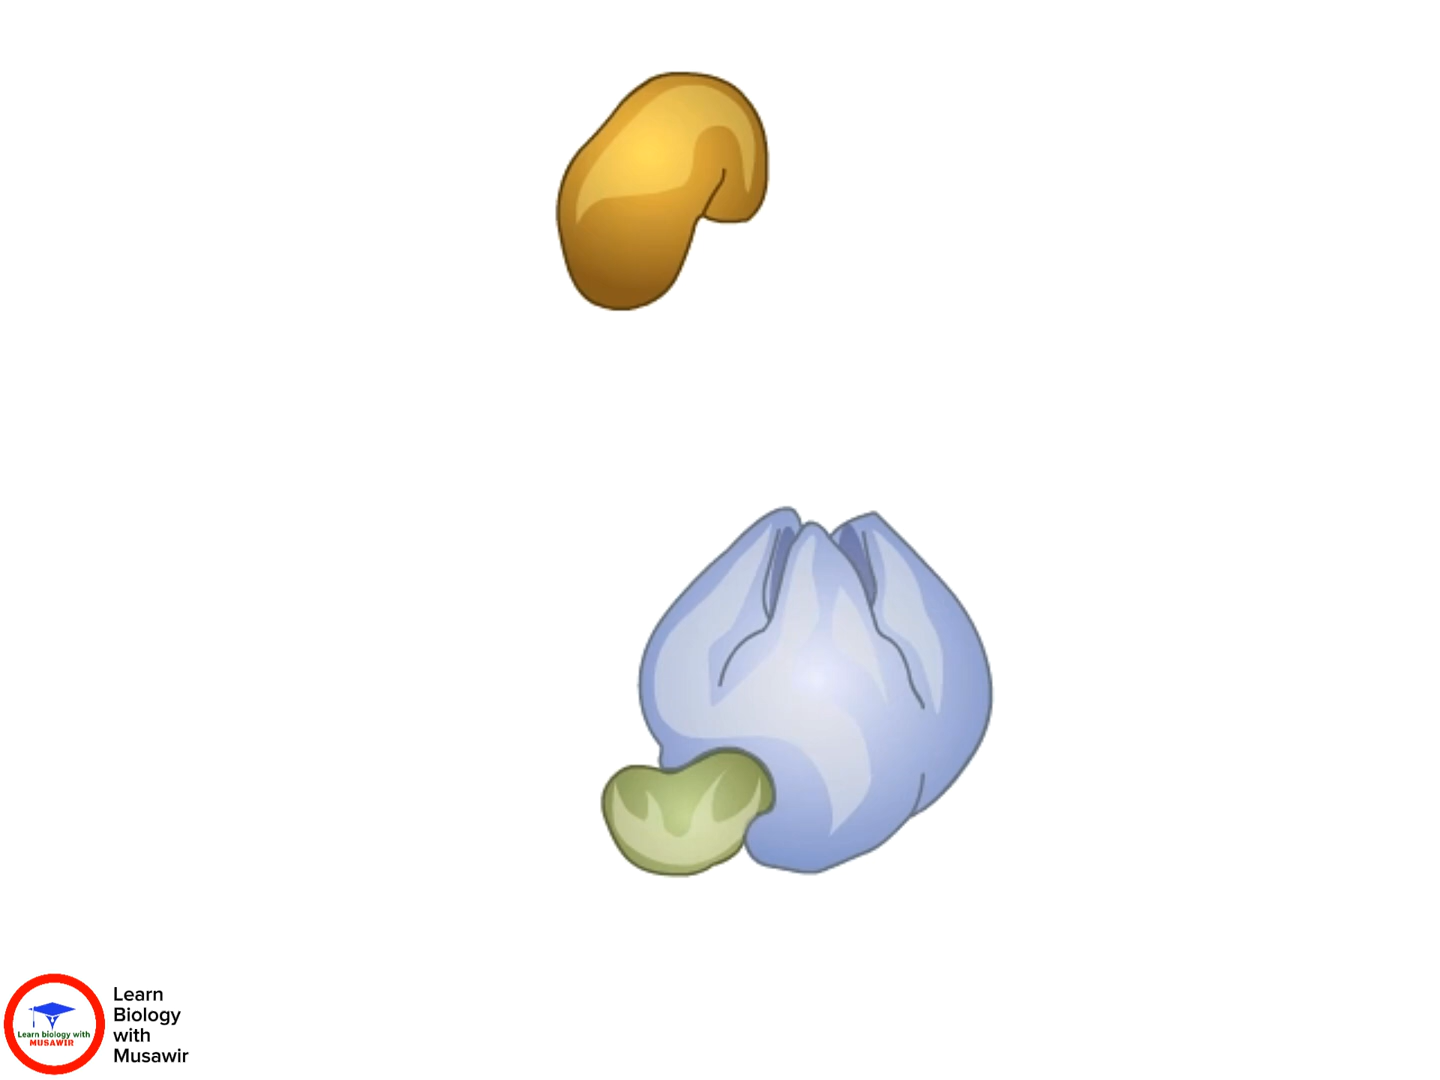 Learn biology with
MUSAWIR
Learn
Biology
with
Musawir